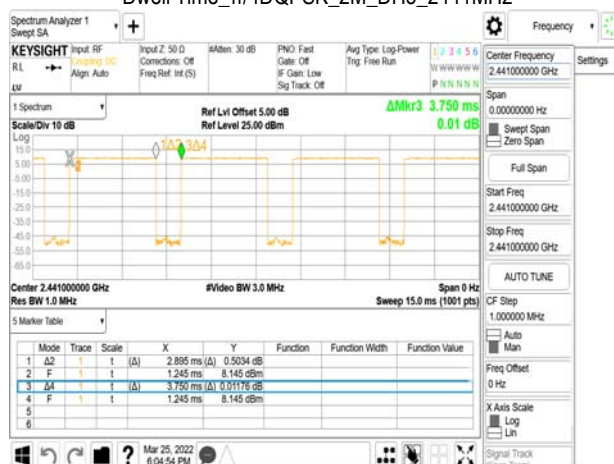 Dwell Time_π/4DQPSK_2M_DH5_2441MHz
Spectrum Analyzer 1
Swept SA
+
Frequency
KEYSIGHT
RL
Input: RF
Coupling: DC
Align: Auto
Input Z: 50 Ω
Corrections: Off
Freq Ref: Int (S)
#Atten: 30 dB
PNO: Fast
Gate: Off
IF Gain: Low
Sig Track: Off
Avg Type: Log-Power
Trig: Free Run
1 2 3 4 5 6
W W W W W W
P N N N N N
Center Frequency
2.441000000 GHz
Settings
Span
0.00000000 Hz
Swept Span
Zero Span
Full Span
Start Freq
2.441000000 GHz
Stop Freq
2.441000000 GHz
AUTO TUNE
CF Step
1.000000 MHz
Auto
Man
Freq Offset
0 Hz
X Axis Scale
Log
Lin
Signal Track
1 Spectrum
Scale/Div 10 dB
Ref Lvl Offset 5.00 dB
Ref Level 25.00 dBm
ΔMkr3 3.750 ms
0.01 dB
Log
15.0
5.00
-5.00
-15.0
-25.0
-35.0
-45.0
-55.0
-65.0
1Δ2 3Δ4
Center 2.441000000 GHz
Res BW 1.0 MHz
#Video BW 3.0 MHz
Span 0 Hz
Sweep 15.0 ms (1001 pts)
5 Marker Table
Mode Trace Scale X Y Function Function Width Function Value
1 Δ2 1 t (Δ) 2.895 ms (Δ) 0.5034 dB
2 F 1 t 1.245 ms 8.145 dBm
3 Δ4 1 t (Δ) 3.750 ms (Δ) 0.01176 dB
4 F 1 t 1.245 ms 8.145 dBm
5
6
?
Mar 25, 2022
6:04:54 PM